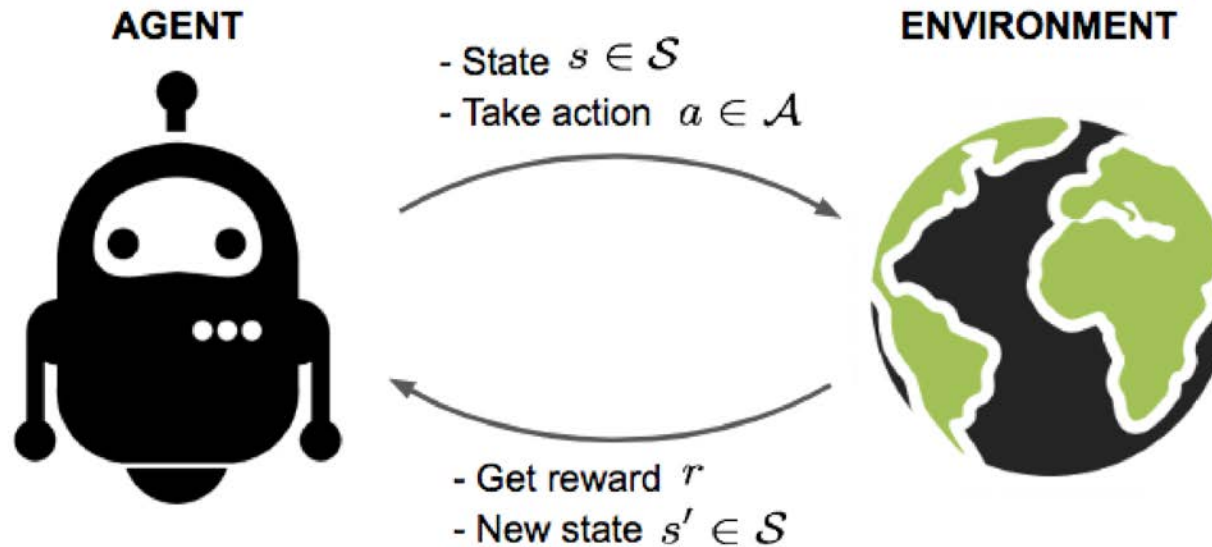 AGENT
ENVIRONMENT
- State s ∈ 𝒮
- Take action a ∈ 𝒜
- Get reward r
- New state s′ ∈ 𝒮